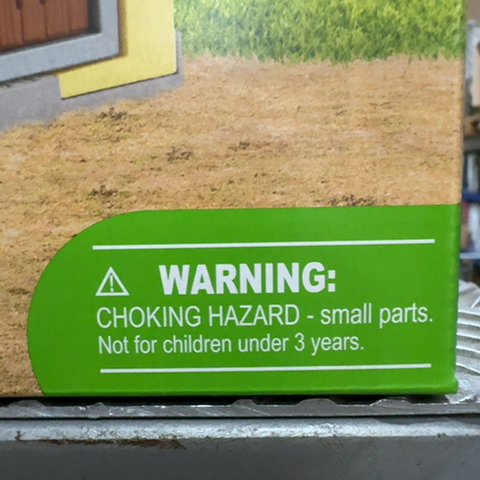 WARNING:
CHOKING HAZARD - small parts.
Not for children under 3 years.